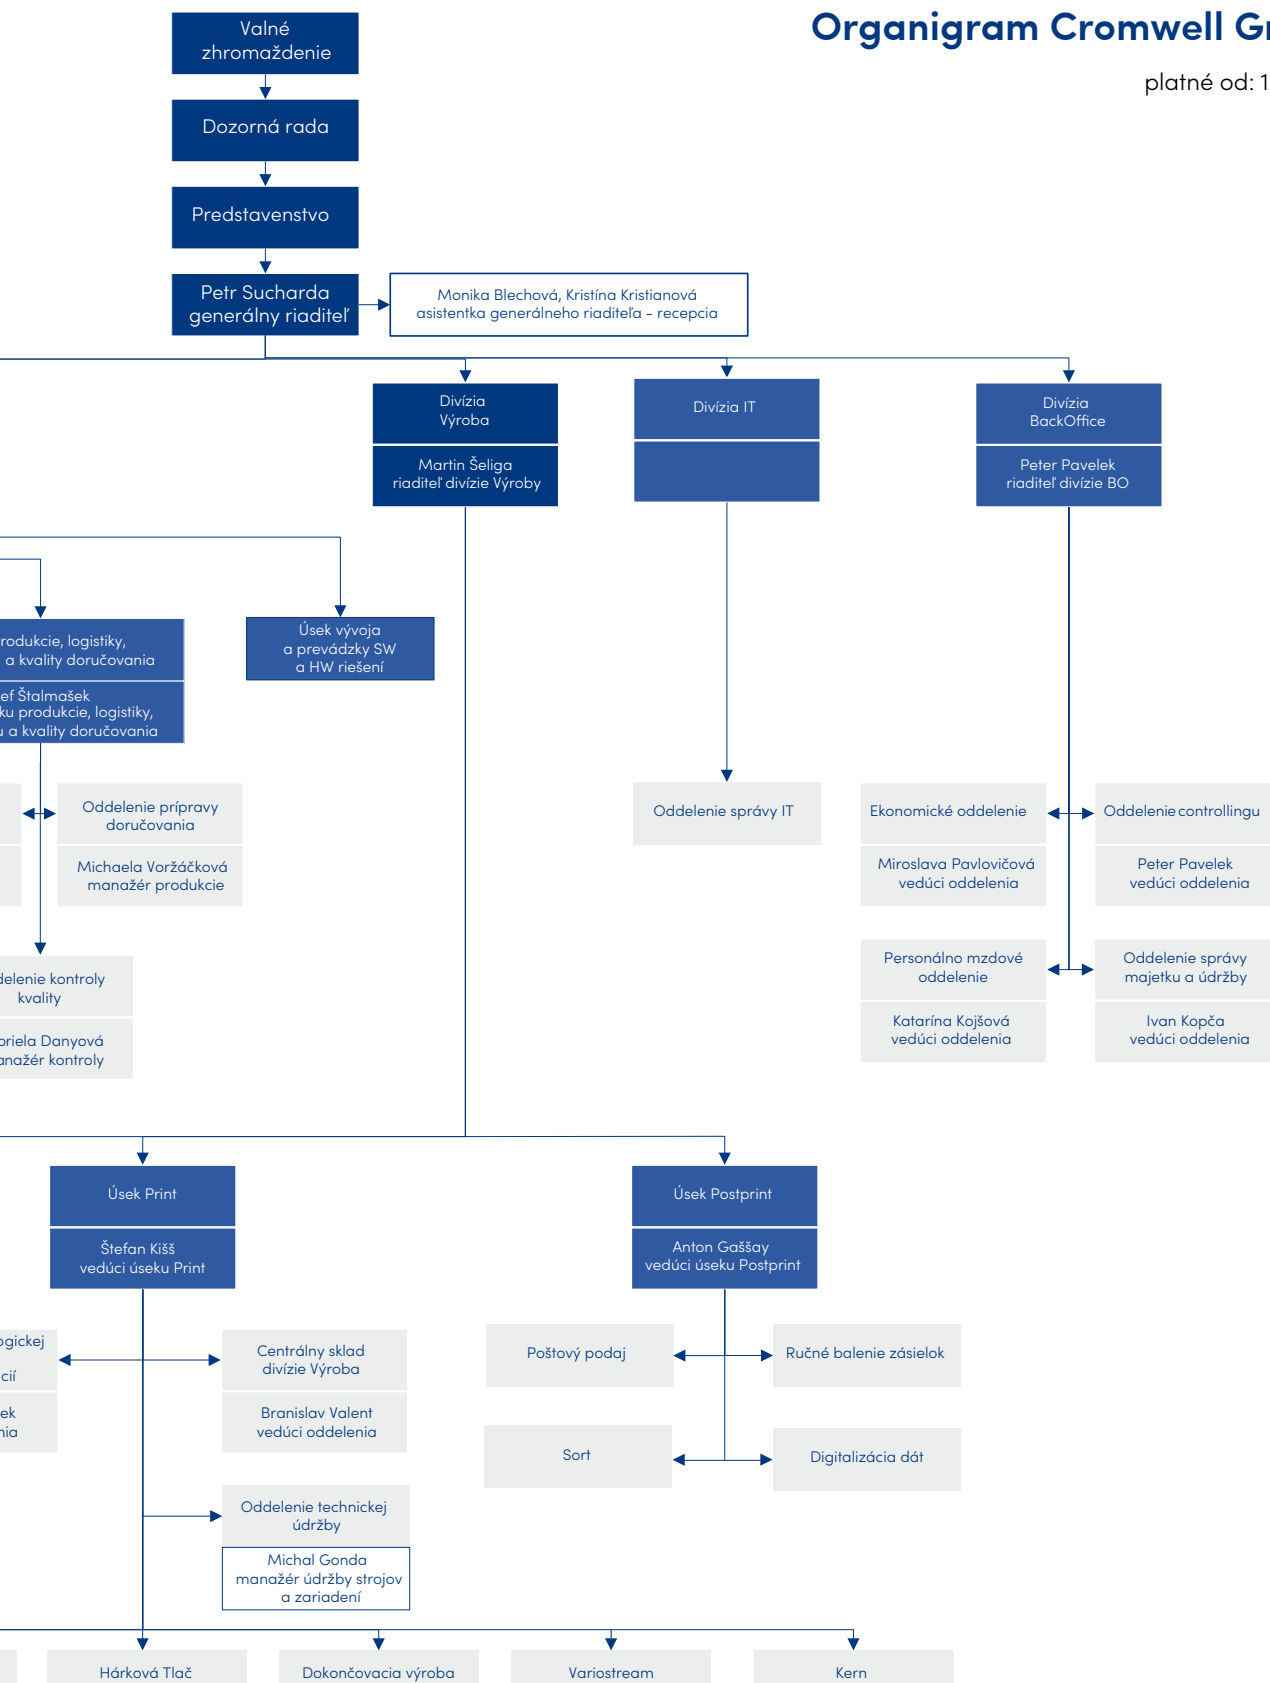 Organigram Cromwell
platné od: 1
Valné
zhromaždenie
Dozorná rada
Predstavenstvo
Petr Sucharda
generálny riaditeľ
Monika Blechová, Kristína Kristianová
asistentka generálneho riaditeľa - recepcia
Divízia
Výroba
Martin Šeliga
riaditeľ divízie Výroby
Divízia IT
Divízia
BackOffice
Peter Pavelek
riaditeľ divízie BO
rodukcie, logistiky,
a kvality doručovania
ef Štalmašek
ku produkcie, logistiky,
u a kvality doručovania
Úsek vývoja
a prevádzky SW
a HW riešení
Oddelenie prípravy
doručovania
Michaela Voržáčková
manažér produkcie
Oddelenie správy IT
Ekonomické oddelenie
Miroslava Pavlovičová
vedúci oddelenia
Oddelenie controllingu
Peter Pavelek
vedúci oddelenia
delenie kontroly
kvality
briela Danyová
anažér kontroly
Personálno mzdové
oddelenie
Katarína Kojšová
vedúci oddelenia
Oddelenie správy
majetku a údržby
Ivan Kopča
vedúci oddelenia
Úsek Print
Štefan Kišš
vedúci úseku Print
Úsek Postprint
Anton Gaššay
vedúci úseku Postprint
ogickej
cií
ek
nia
Centrálny sklad
divízie Výroba
Branislav Valent
vedúci oddelenia
Poštový podaj
Ručné balenie zásielok
Sort
Digitalizácia dát
Oddelenie technickej
údržby
Michal Gonda
manažér údržby strojov
a zariadení
Hárková Tlač
Dokončovacia výroba
Variostream
Kern